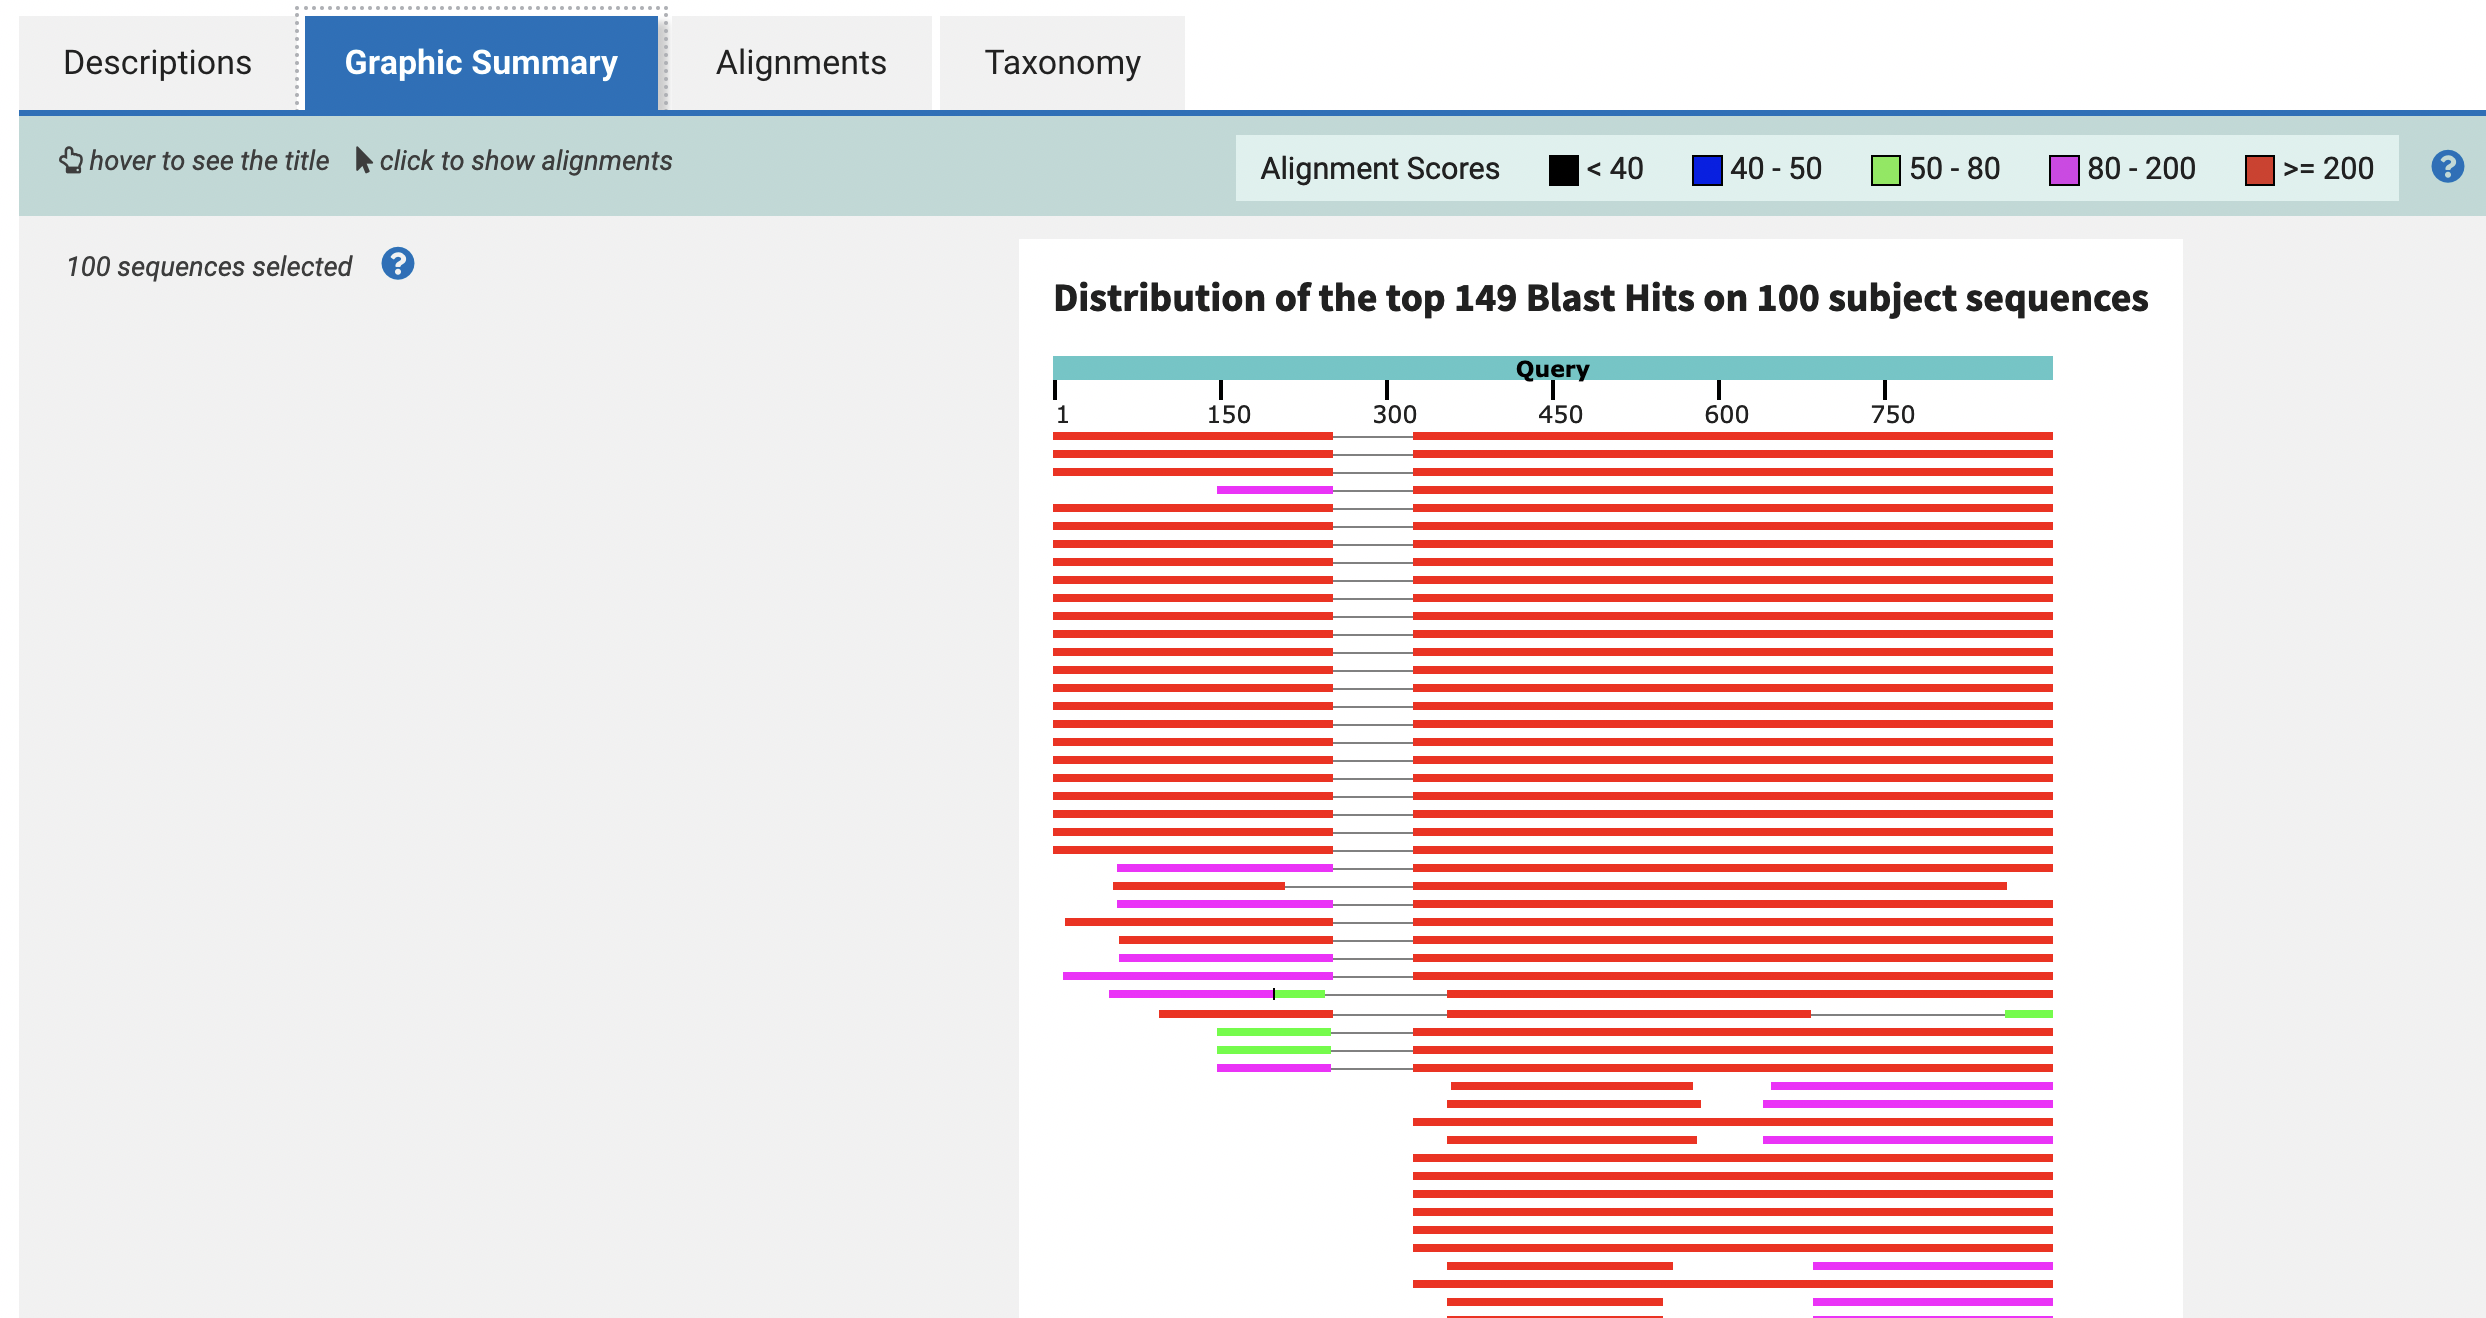 Descriptions Graphic Summary Alignments Taxonomy
hover to see the title click to show alignments Alignment Scores < 40 40 - 50 50 - 80 80 - 200 >= 200 ?
100 sequences selected ?
Distribution of the top 149 Blast Hits on 100 subject sequences
Query
1 150 300 450 600 750